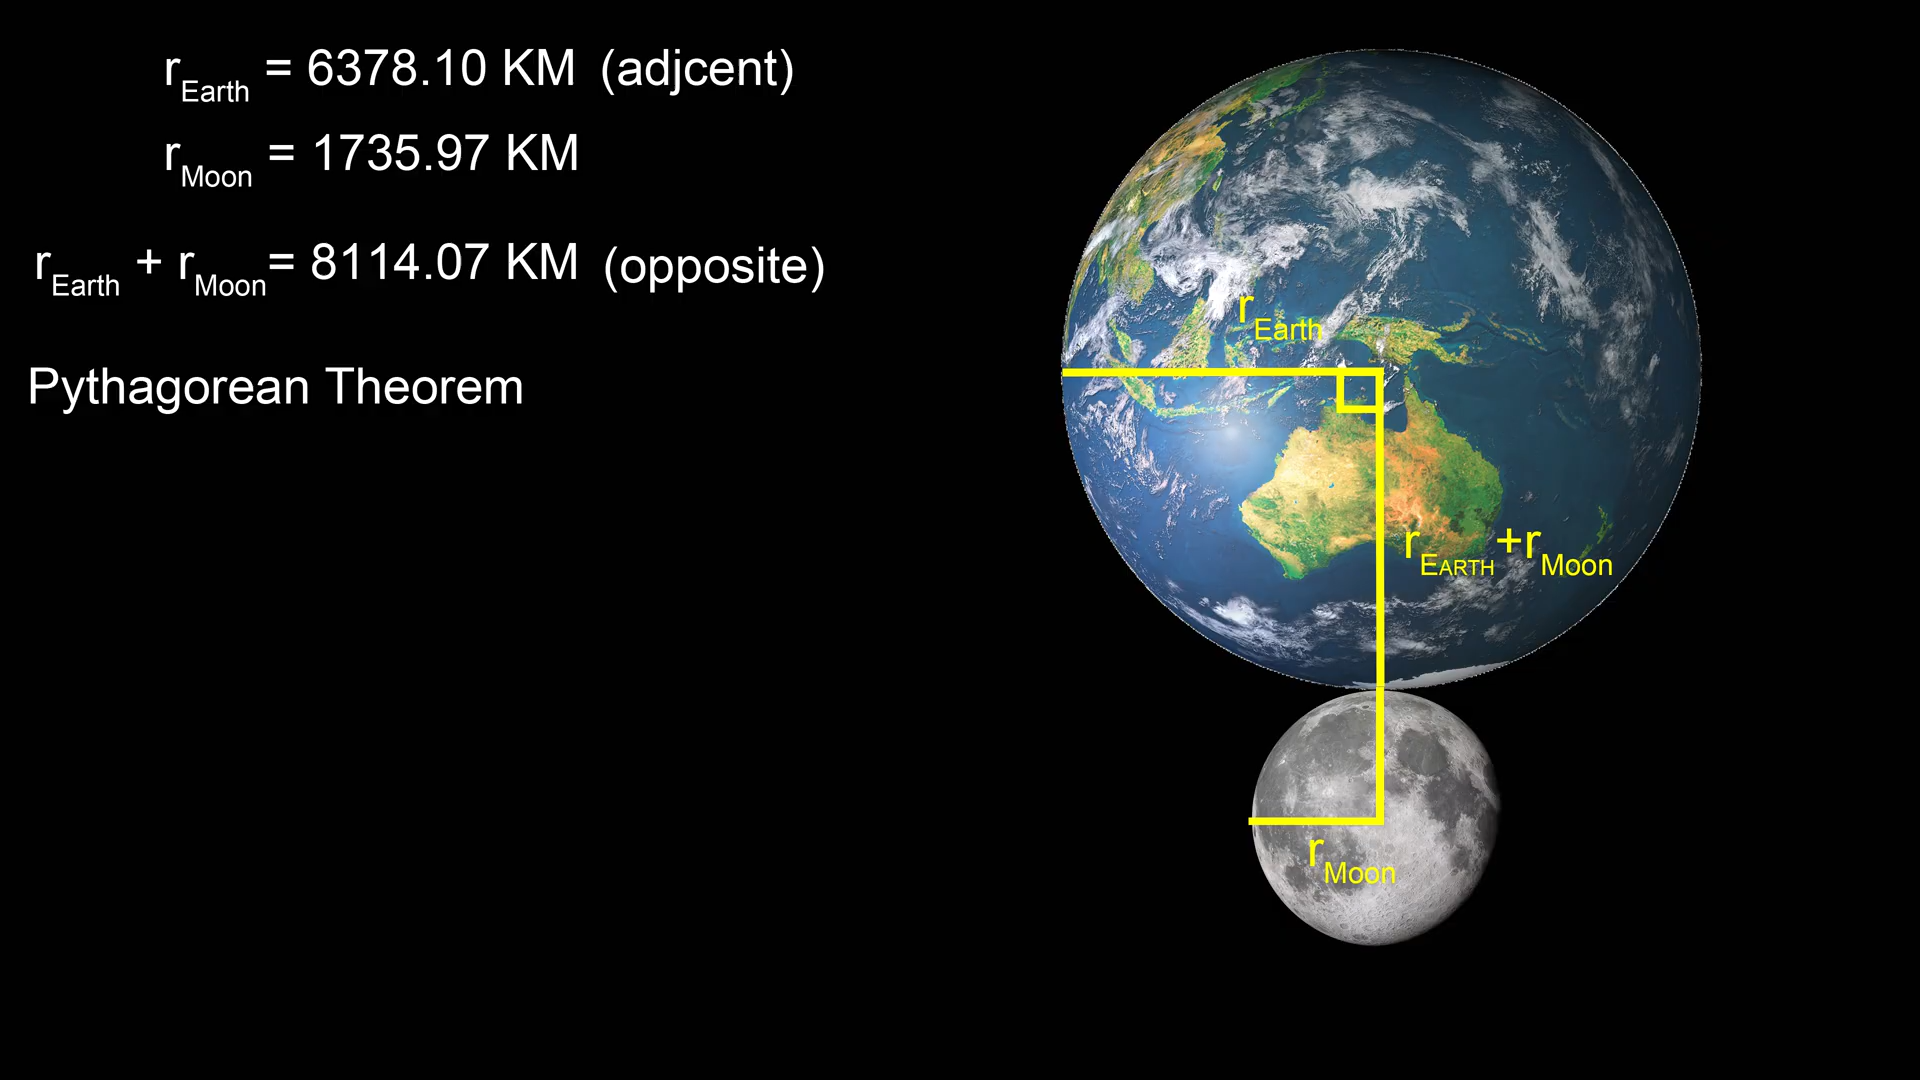 rEarth = 6378.10 KM (adjcent)
rMoon = 1735.97 KM
rEarth + rMoon= 8114.07 KM (opposite)
Pythagorean Theorem
rEarth
rEARTH+rMoon
rMoon